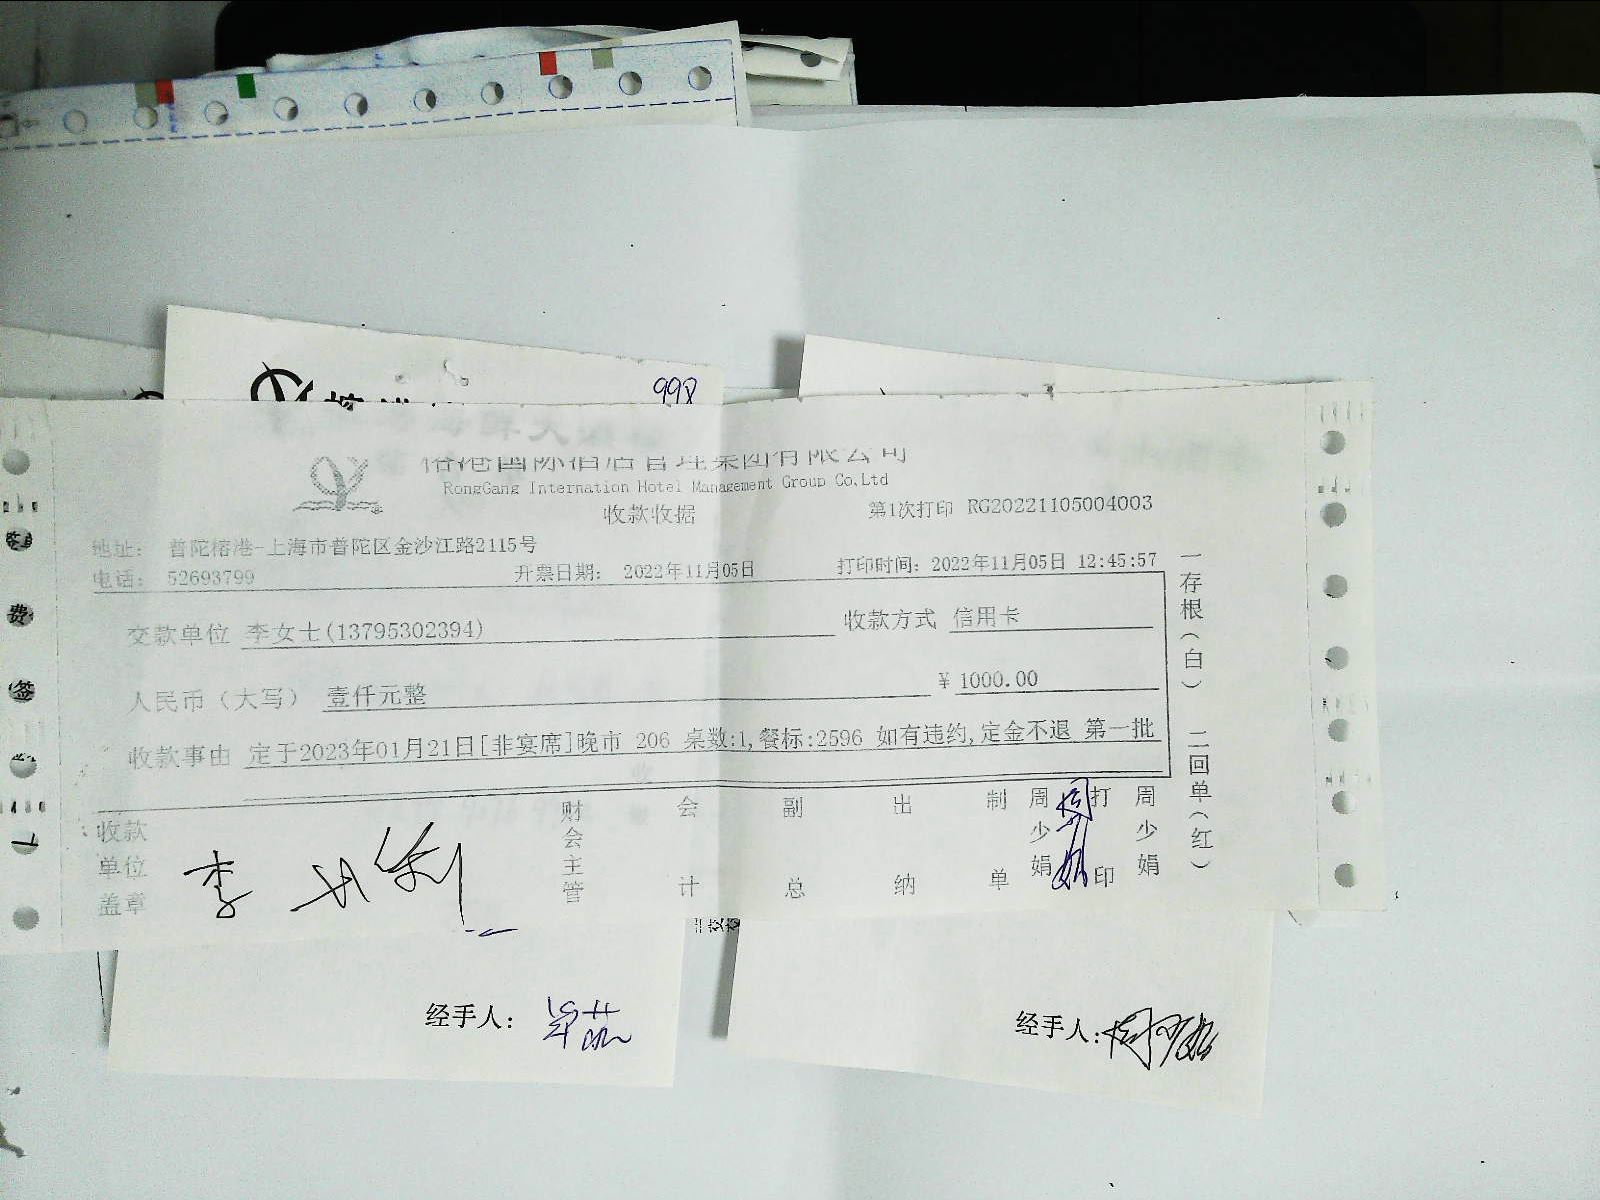 998
榕港国际酒店管理集团有限公司
RongGang Internation Hotel Management Group Co,Ltd
收款收据
第1次打印 RG20221105004003
地址： 普陀榕港-上海市普陀区金沙江路2115号
电话： 52693799 开票日期： 2022年11月05日 打印时间：2022年11月05日 12:45:57
交款单位 李女士(13795302394) 收款方式 信用卡
人民币（大写） 壹仟元整 ￥1000.00
收款事由 定于2023年01月21日[非宴席]晚市 206 桌数:1,餐标:2596 如有违约,定金不退 第一批
收款单位盖章 财会主管 会计 副总 出纳 制单 周少娟 打印 周少娟
一存根（白） 二回单（红）
李
费
签
经手人：
经手人：周少娟